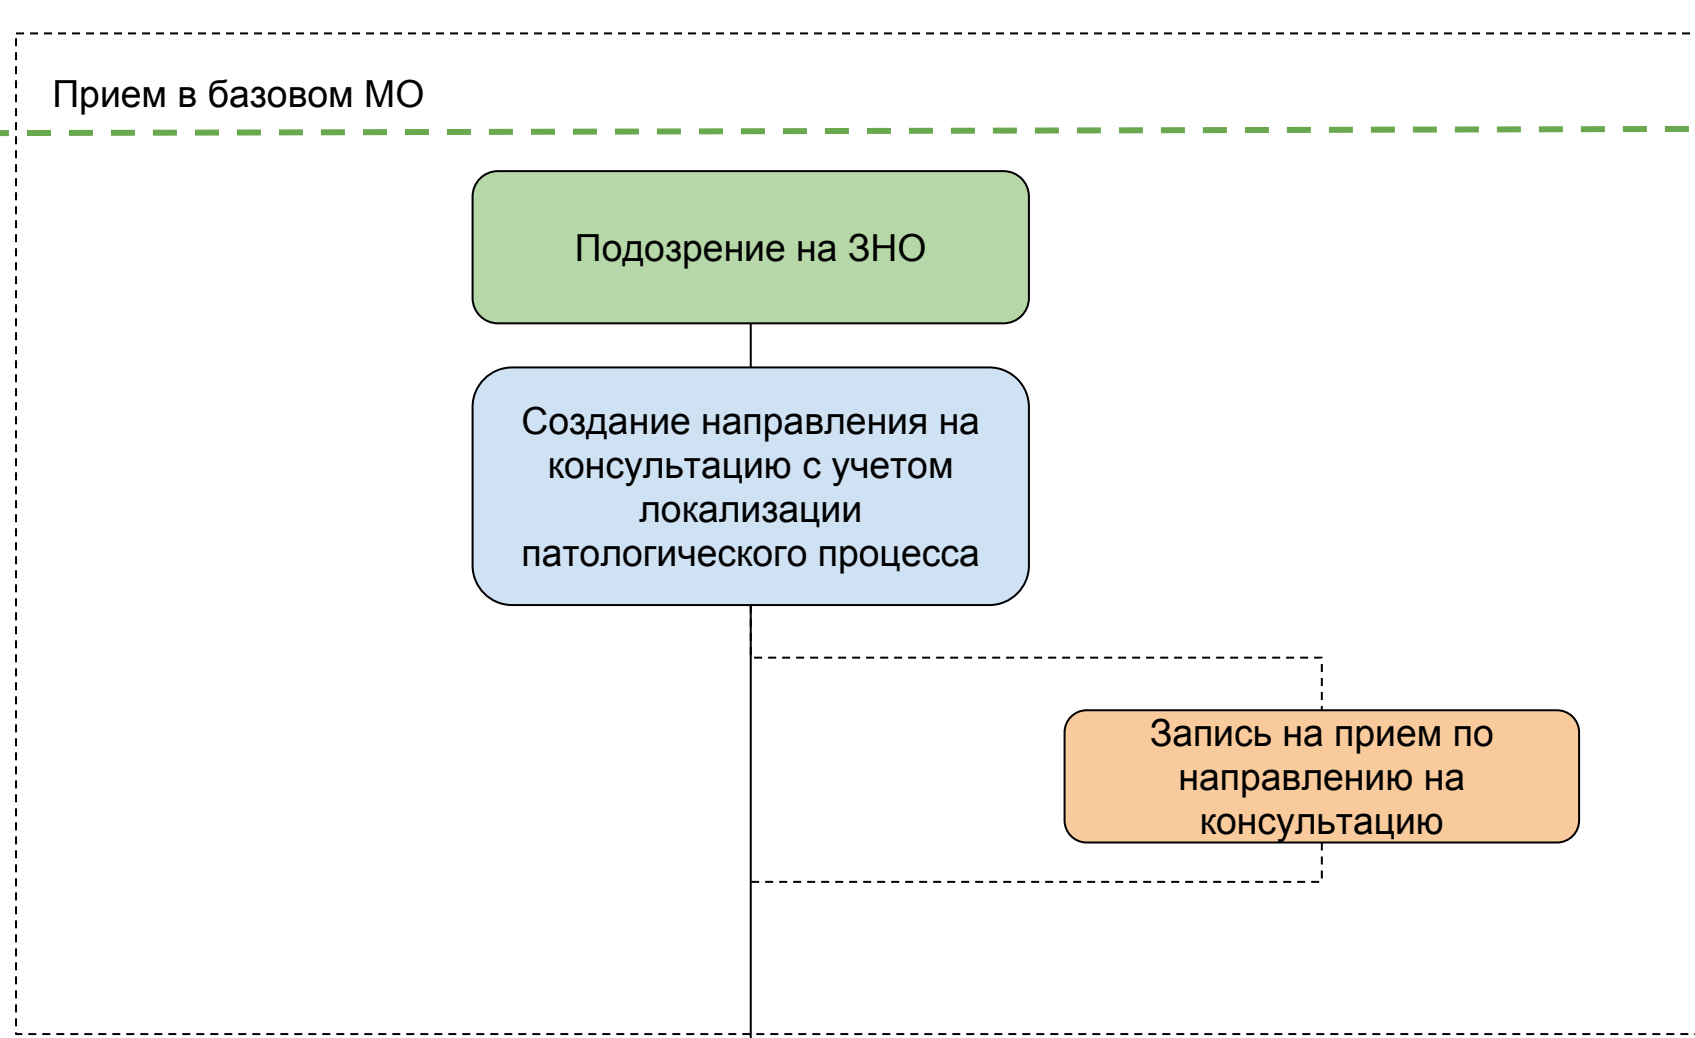 Прием в базовом МО
Подозрение на ЗНО
Создание направления на
консультацию с учетом
локализации
патологического процесса
Запись на прием по
направлению на
консультацию